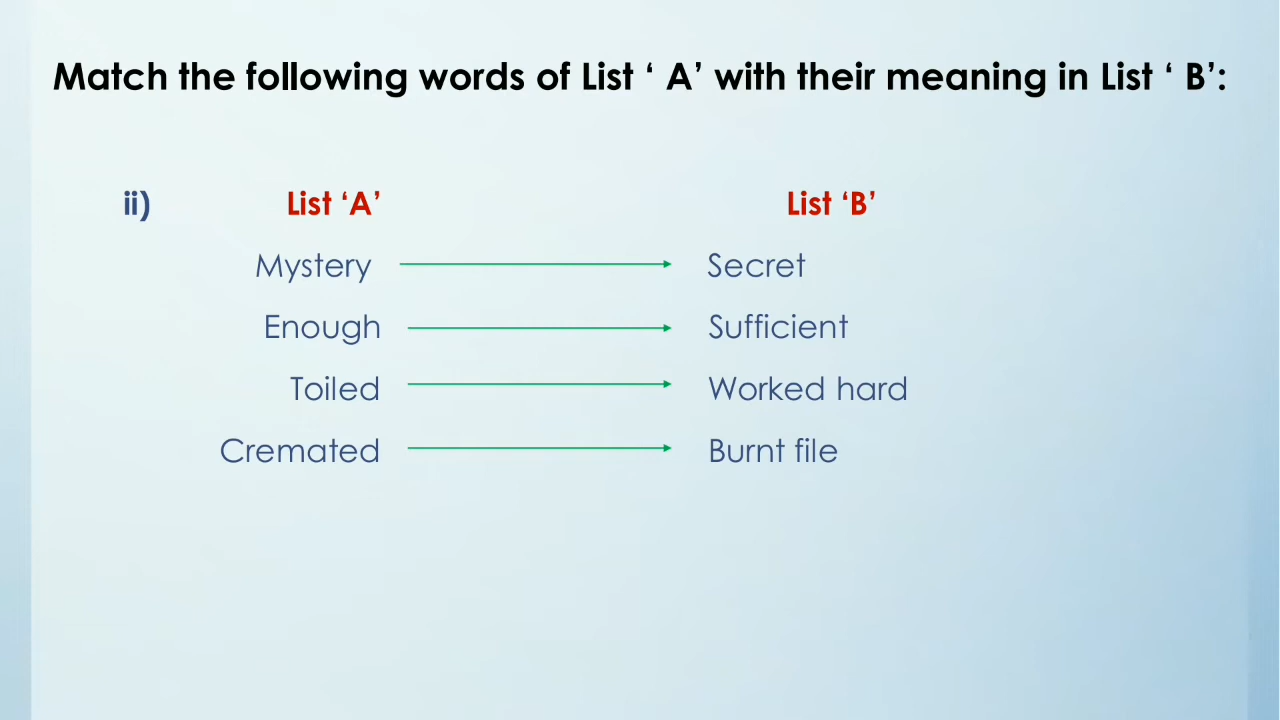 Match the following words of List ‘ A’ with their meaning in List ‘ B’:
ii) List ‘A’ List ‘B’
Mystery Secret
Enough Sufficient
Toiled Worked hard
Cremated Burnt file